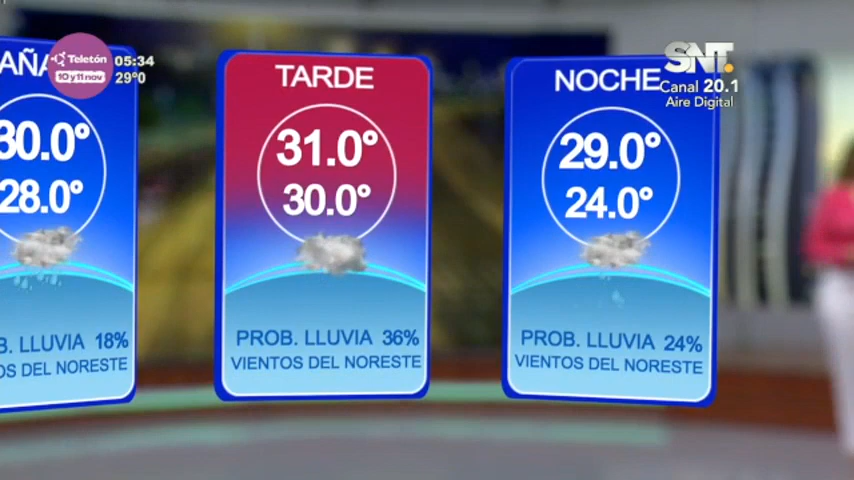 Teletón
10 y 11 nov
05:34
29°0
SNT.
Canal 20.1
Aire Digital
AÑA
30.0°
28.0°
B. LLUVIA 18%
OS DEL NORESTE
TARDE
31.0°
30.0°
PROB. LLUVIA 36%
VIENTOS DEL NORESTE
NOCHE
29.0°
24.0°
PROB. LLUVIA 24%
VIENTOS DEL NORESTE